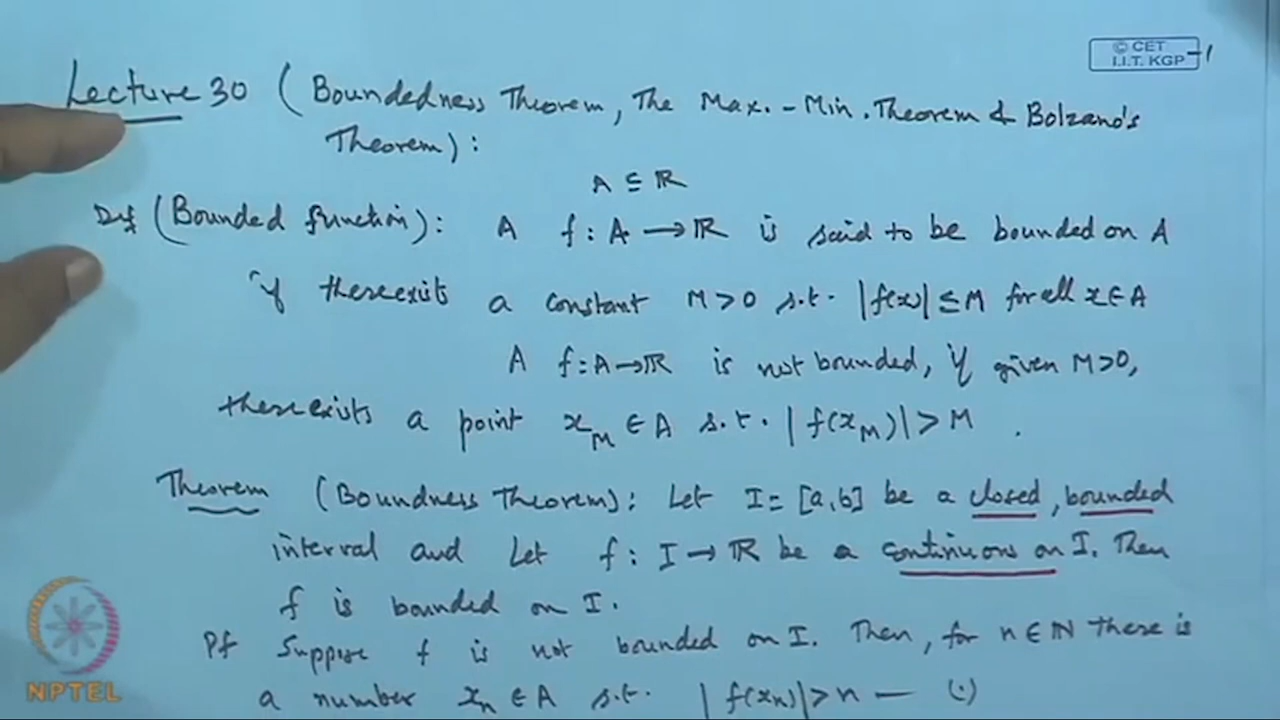 © CET
I.I.T. KGP
-1
Lecture 30 ( Boundedness Theorem, The Max. - Min. Theorem & Bolzano's
Theorem) :
A ⊆ ℝ
Def (Bounded function) : A f : A → ℝ is said to be bounded on A
if there exists a constant M > 0 s.t. |f(x)| ≤ M for all x ∈ A
A f : A → ℝ is not bounded, if given M > 0,
there exists a point x_M ∈ A s.t. |f(x_M)| > M .
Theorem (Boundness Theorem) : Let I = [a,b] be a closed, bounded
interval and Let f : I → ℝ be a continuous on I. Then
f is bounded on I.
Pf Suppose f is not bounded on I. Then, for n ∈ ℕ there is
a number x_n ∈ A s.t. |f(x_n)| > n — (1)
NPTEL